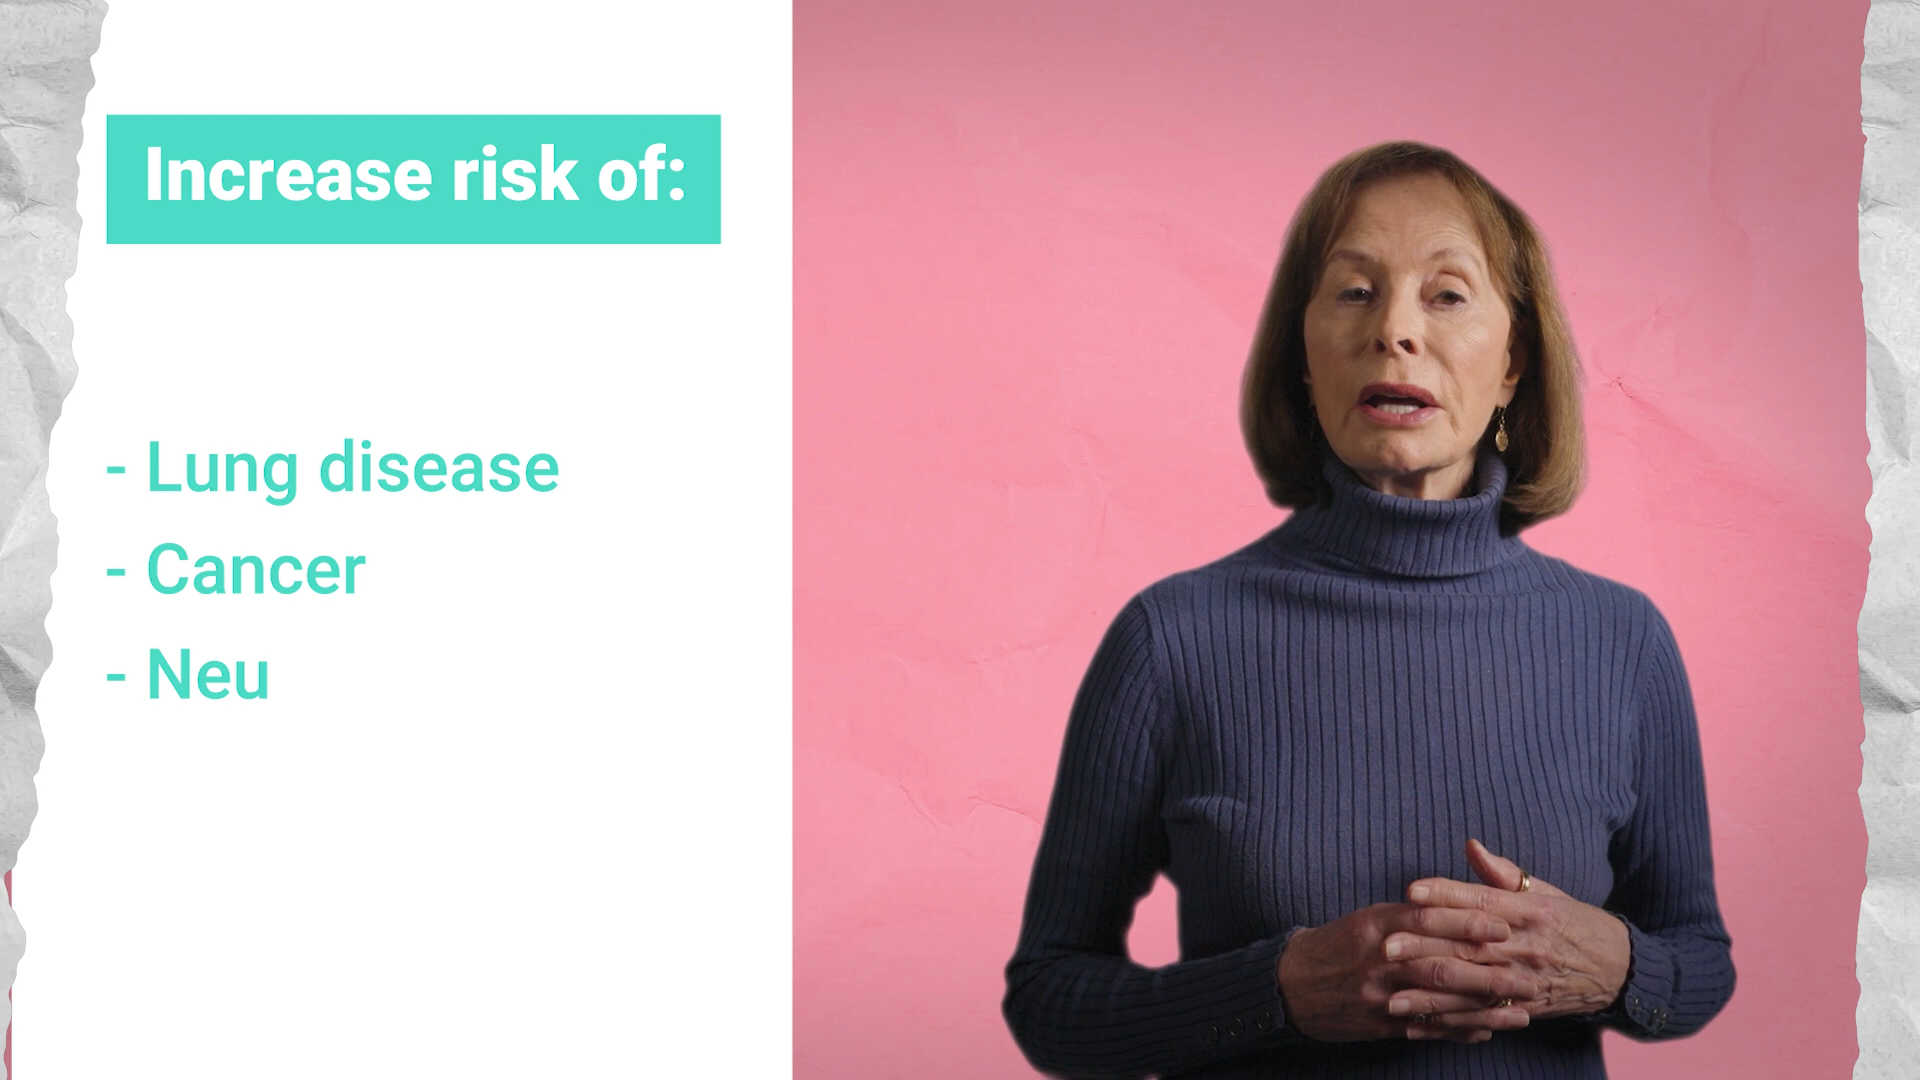 Increase risk of:
- Lung disease
- Cancer
- Neu